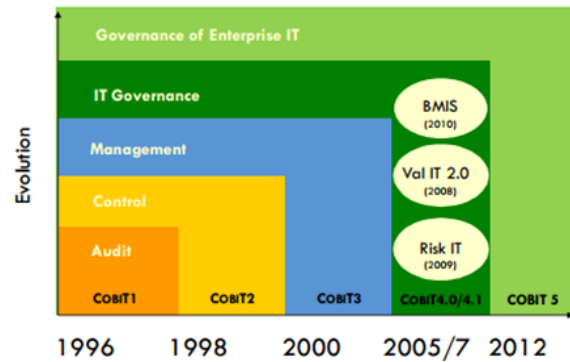 Governance of Enterprise IT
IT Governance
BMIS
(2010)
Management
Val IT 2.0
(2008)
Control
Audit
Risk IT
(2009)
Evolution
COBIT1
COBIT2
COBIT3
COBIT4.0/4.1
COBIT 5
1996
1998
2000
2005/7
2012